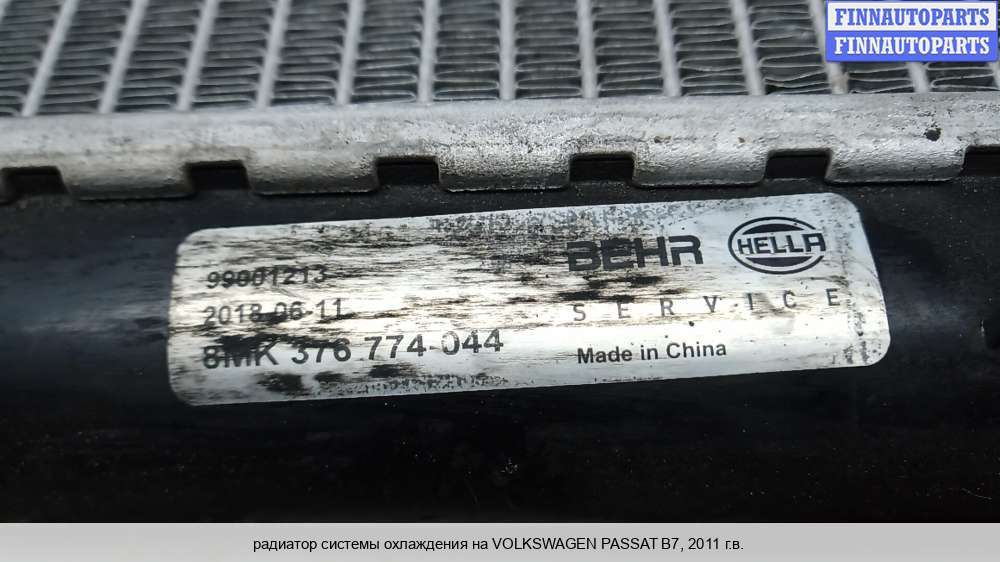 FINNAUTOPARTS
FINNAUTOPARTS
99001213
2018-06-11
8MK 376 774-044
BEHR
HELLA
SERVICE
Made in China
радиатор системы охлаждения на VOLKSWAGEN PASSAT B7, 2011 г.в.